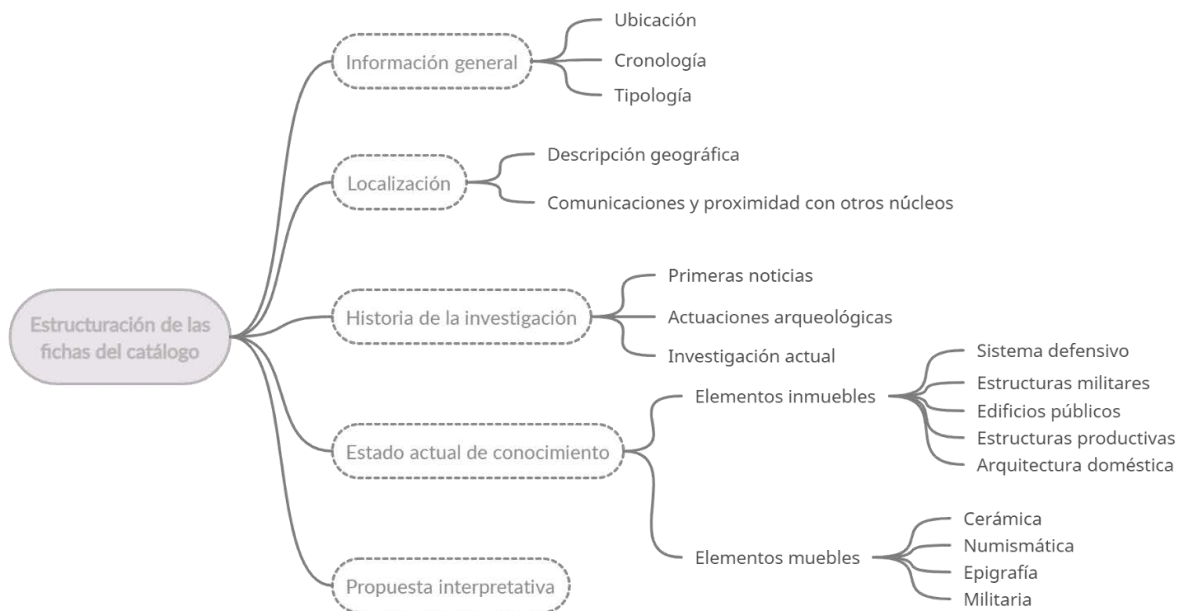 Estructuración de las
fichas del catálogo
Información general
Ubicación
Cronología
Tipología
Localización
Descripción geográfica
Comunicaciones y proximidad con otros núcleos
Historia de la investigación
Primeras noticias
Actuaciones arqueológicas
Investigación actual
Estado actual de conocimiento
Elementos inmuebles
Sistema defensivo
Estructuras militares
Edificios públicos
Estructuras productivas
Arquitectura doméstica
Elementos muebles
Cerámica
Numismática
Epigrafía
Militaria
Propuesta interpretativa